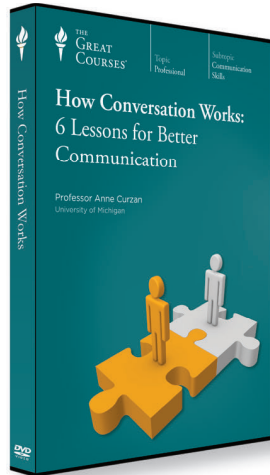 How Conversation Works
DVD
VIDEO
THE
GREAT
COURSES®
Topic
Professional
Subtopic
Communication
Skills
How Conversation Works:
6 Lessons for Better
Communication
Professor Anne Curzan
University of Michigan